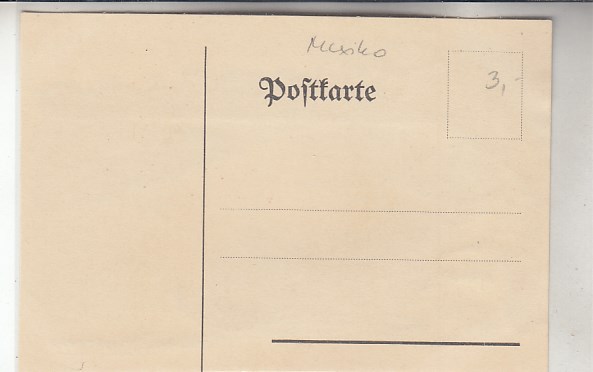 Mexiko
Postkarte
3,-